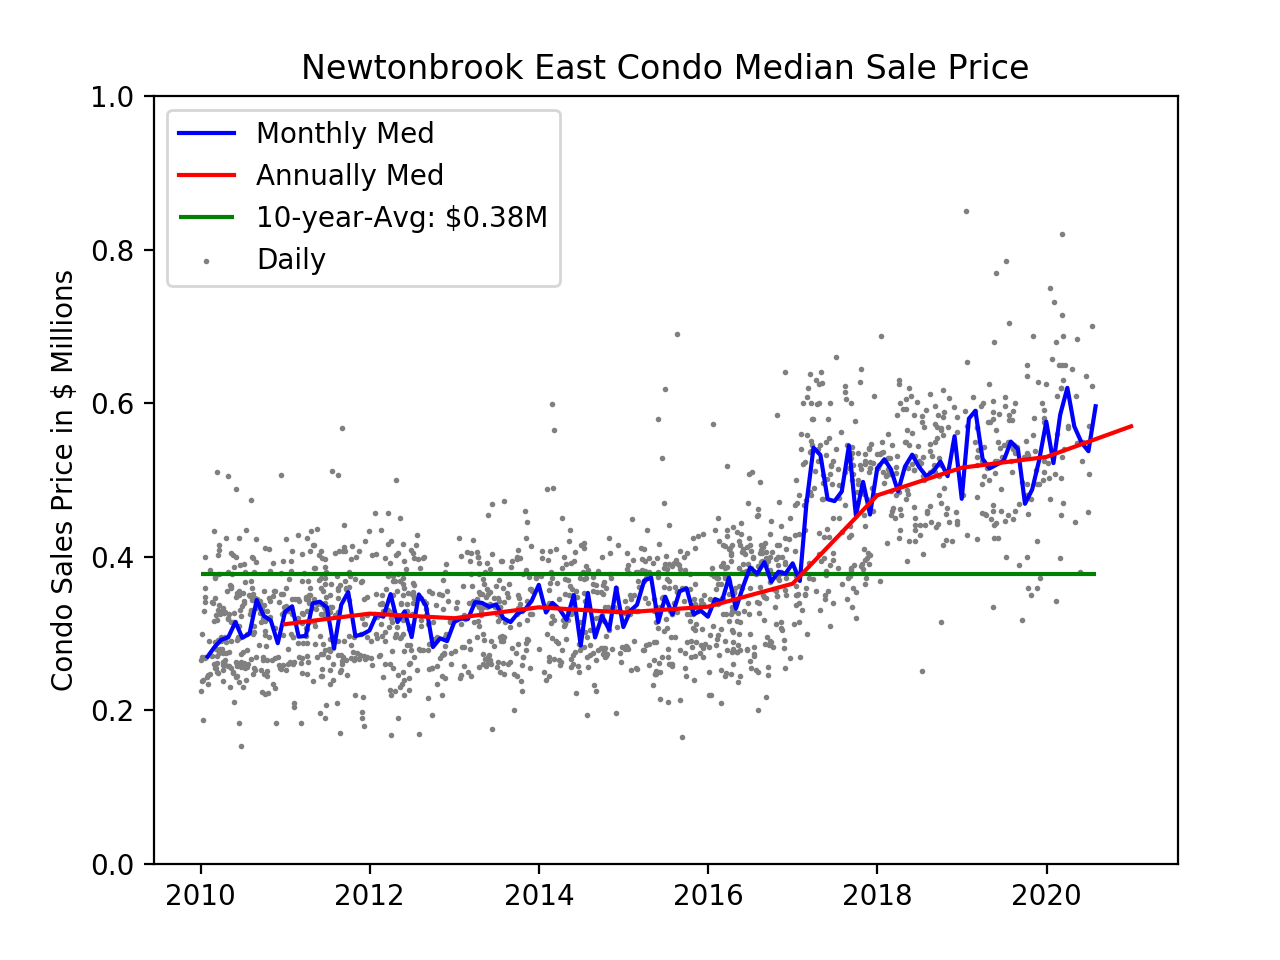 Newtonbrook East Condo Median Sale Price
Condo Sales Price in $ Millions
1.0
0.8
0.6
0.4
0.2
0.0
Monthly Med
Annually Med
10-year-Avg: $0.38M
Daily
2010 2012 2014 2016 2018 2020